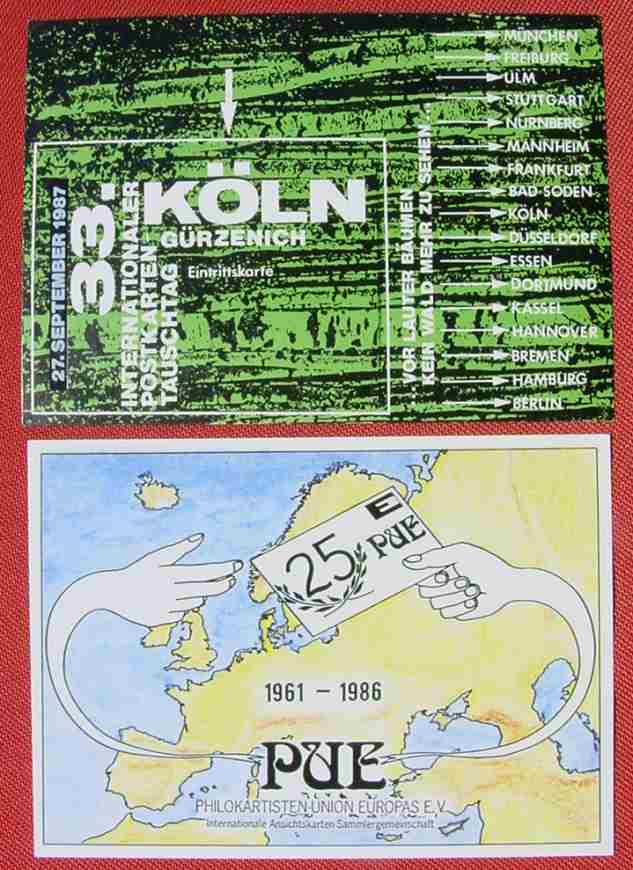 27. SEPTEMBER 1987
33.
INTERNATIONALER
POSTKARTEN
TAUSCHTAG
KÖLN
GÜRZENICH
Eintrittskarte
...VOR LAUTER BÄUMEN
KEIN WALD MEHR ZU SEHEN...
MÜNCHEN
FREIBURG
ULM
STUTTGART
NÜRNBERG
MANNHEIM
FRANKFURT
BAD-SODEN
KÖLN
DÜSSELDORF
ESSEN
DORTMUND
KASSEL
HANNOVER
BREMEN
HAMBURG
BERLIN
E
25 PUE
1961 – 1986
PUE
PHILOKARTISTEN-UNION EUROPAS E.V.
Internationale Ansichtskarten Sammlergemeinschaft